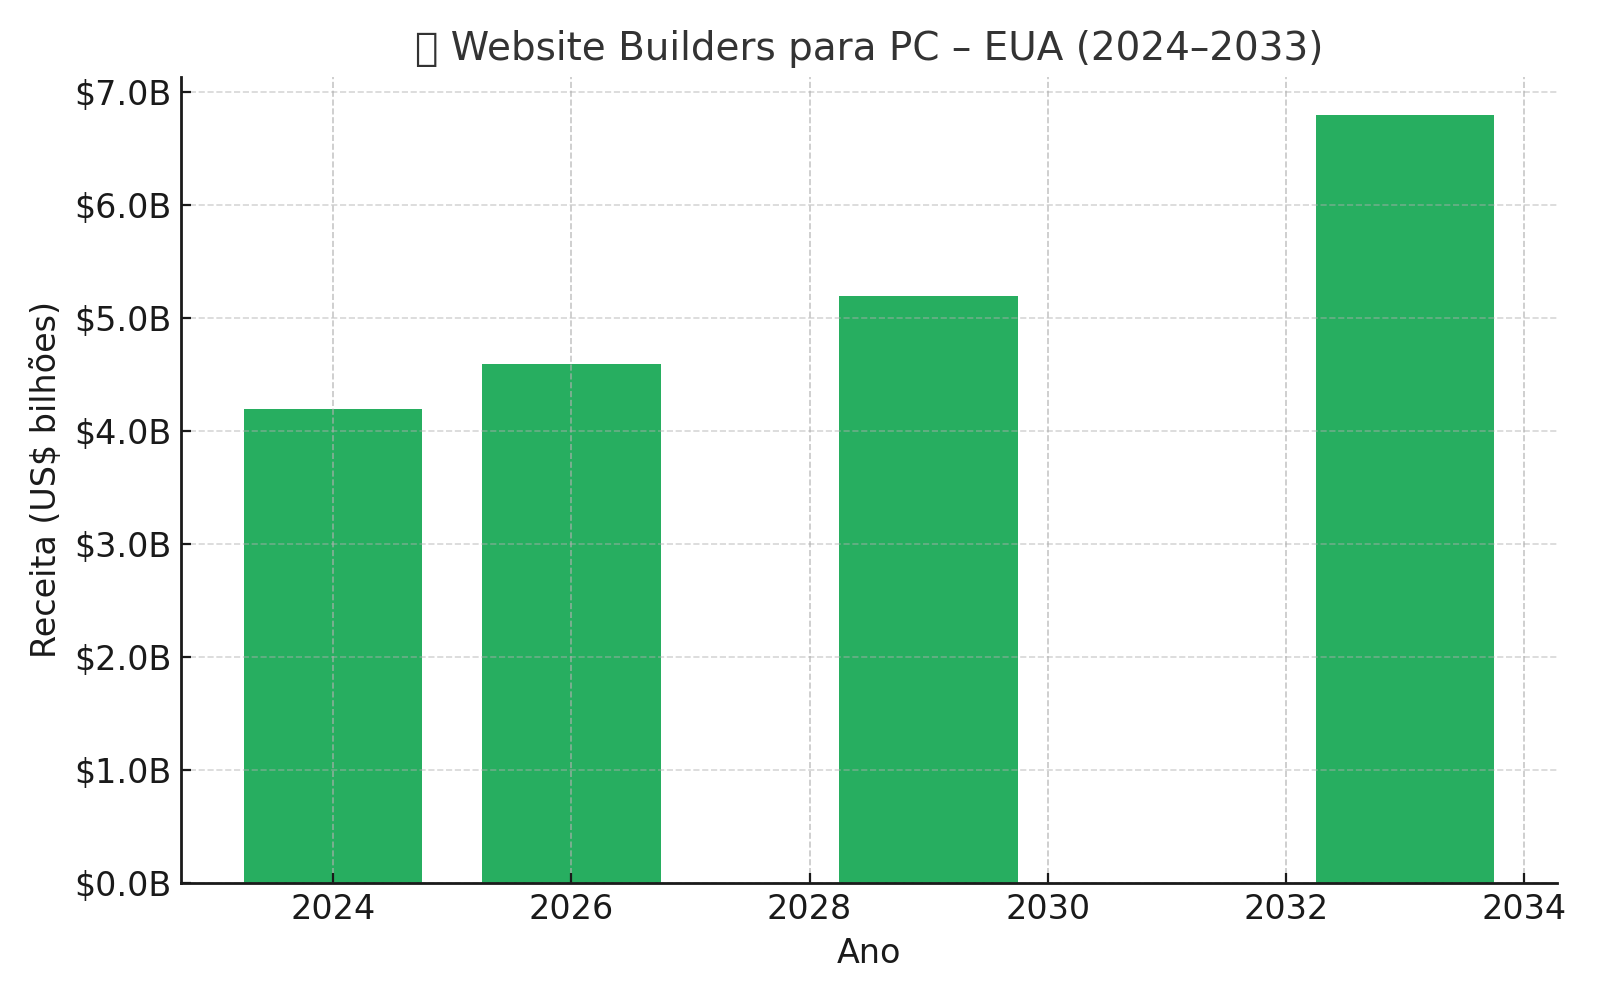 Website Builders para PC – EUA (2024–2033)
$7.0B
$6.0B
$5.0B
$4.0B
$3.0B
$2.0B
$1.0B
$0.0B
Receita (US$ bilhões)
2024 2026 2028 2030 2032 2034
Ano